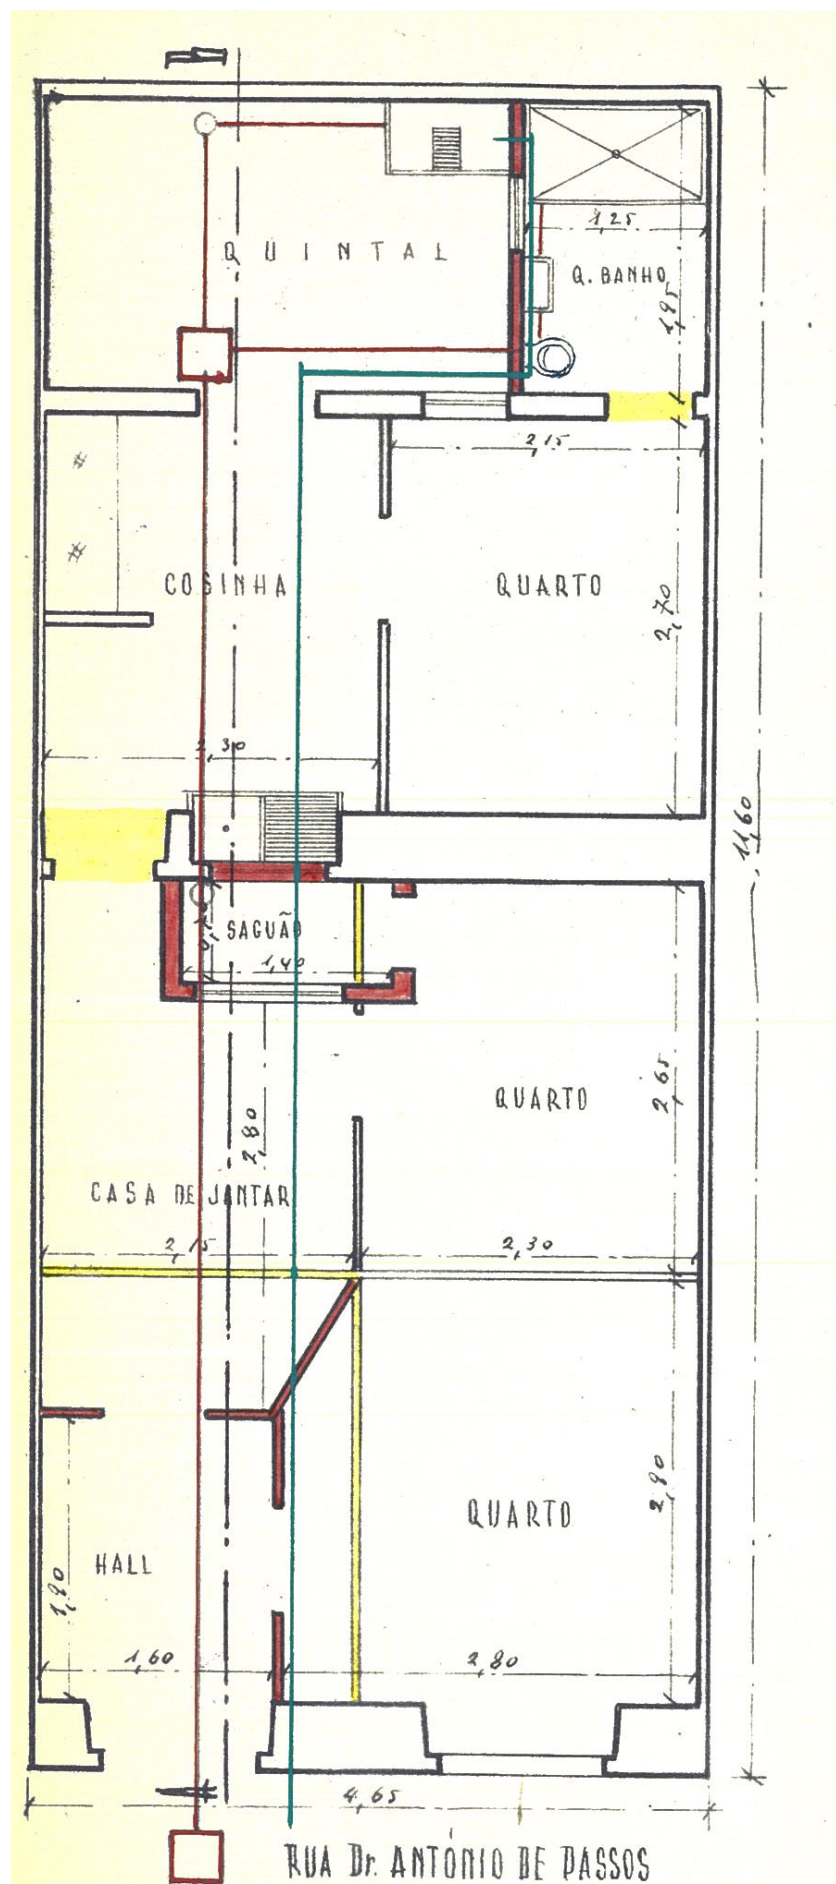 1,25
QUINTAL
Q. BANHO
1,95
2,15
COSINHA
QUARTO
2,70
2,30
11,60
SAGUÃO
1,40
QUARTO
2,65
2,80
CASA DE JANTAR
2,15
2,30
QUARTO
2,80
HALL
1,80
1,60
2,80
4,65
RUA Dr. ANTÓNIO DE PASSOS